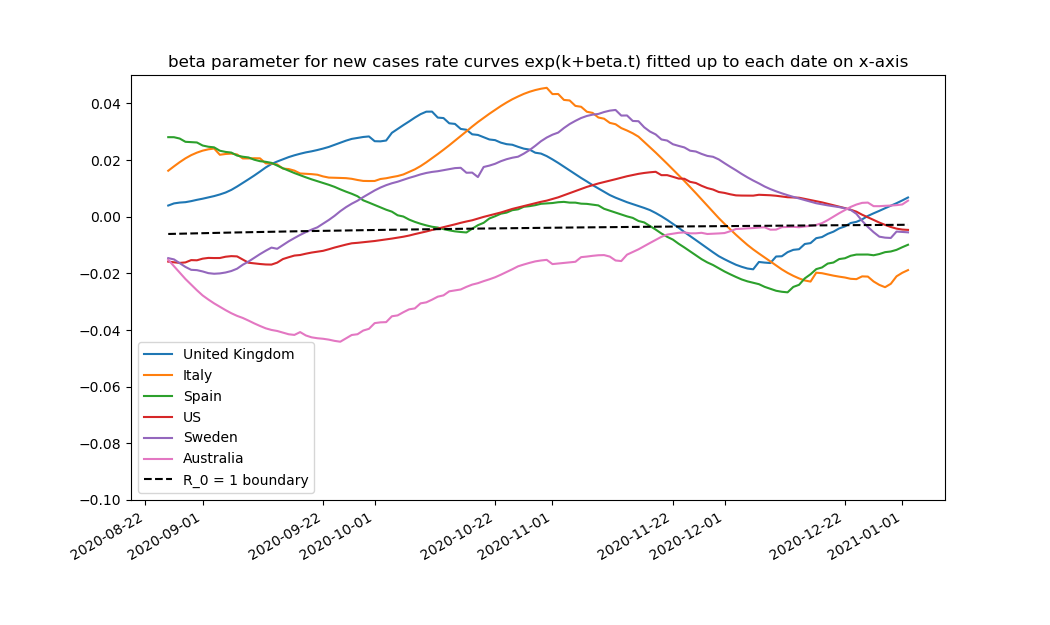 beta parameter for new cases rate curves exp(k+beta.t) fitted up to each date on x-axis
0.04
0.02
0.00
−0.02
−0.04
−0.06
−0.08
−0.10
United Kingdom
Italy
Spain
US
Sweden
Australia
R_0 = 1 boundary
2020-08-22
2020-09-01
2020-09-22
2020-10-01
2020-10-22
2020-11-01
2020-11-22
2020-12-01
2020-12-22
2021-01-01